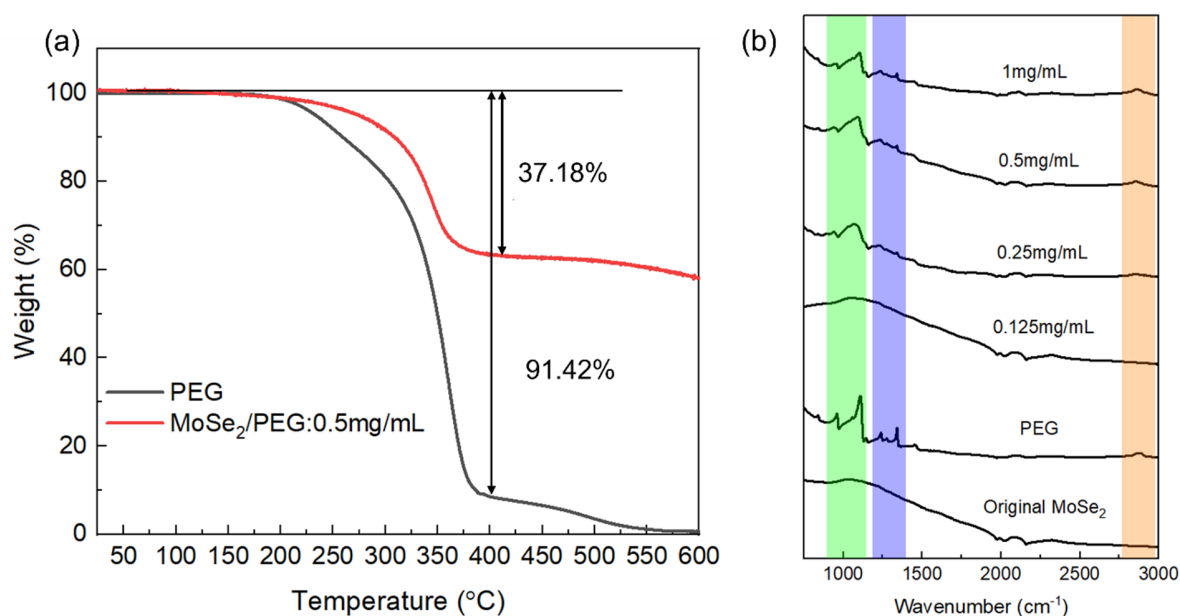 (a)
Weight (%)
100
80
60
40
20
0
37.18%
91.42%
PEG
MoSe₂/PEG:0.5mg/mL
50 100 150 200 250 300 350 400 450 500 550 600
Temperature (°C)
(b)
1mg/mL
0.5mg/mL
0.25mg/mL
0.125mg/mL
PEG
Original MoSe₂
1000 1500 2000 2500 3000
Wavenumber (cm⁻¹)